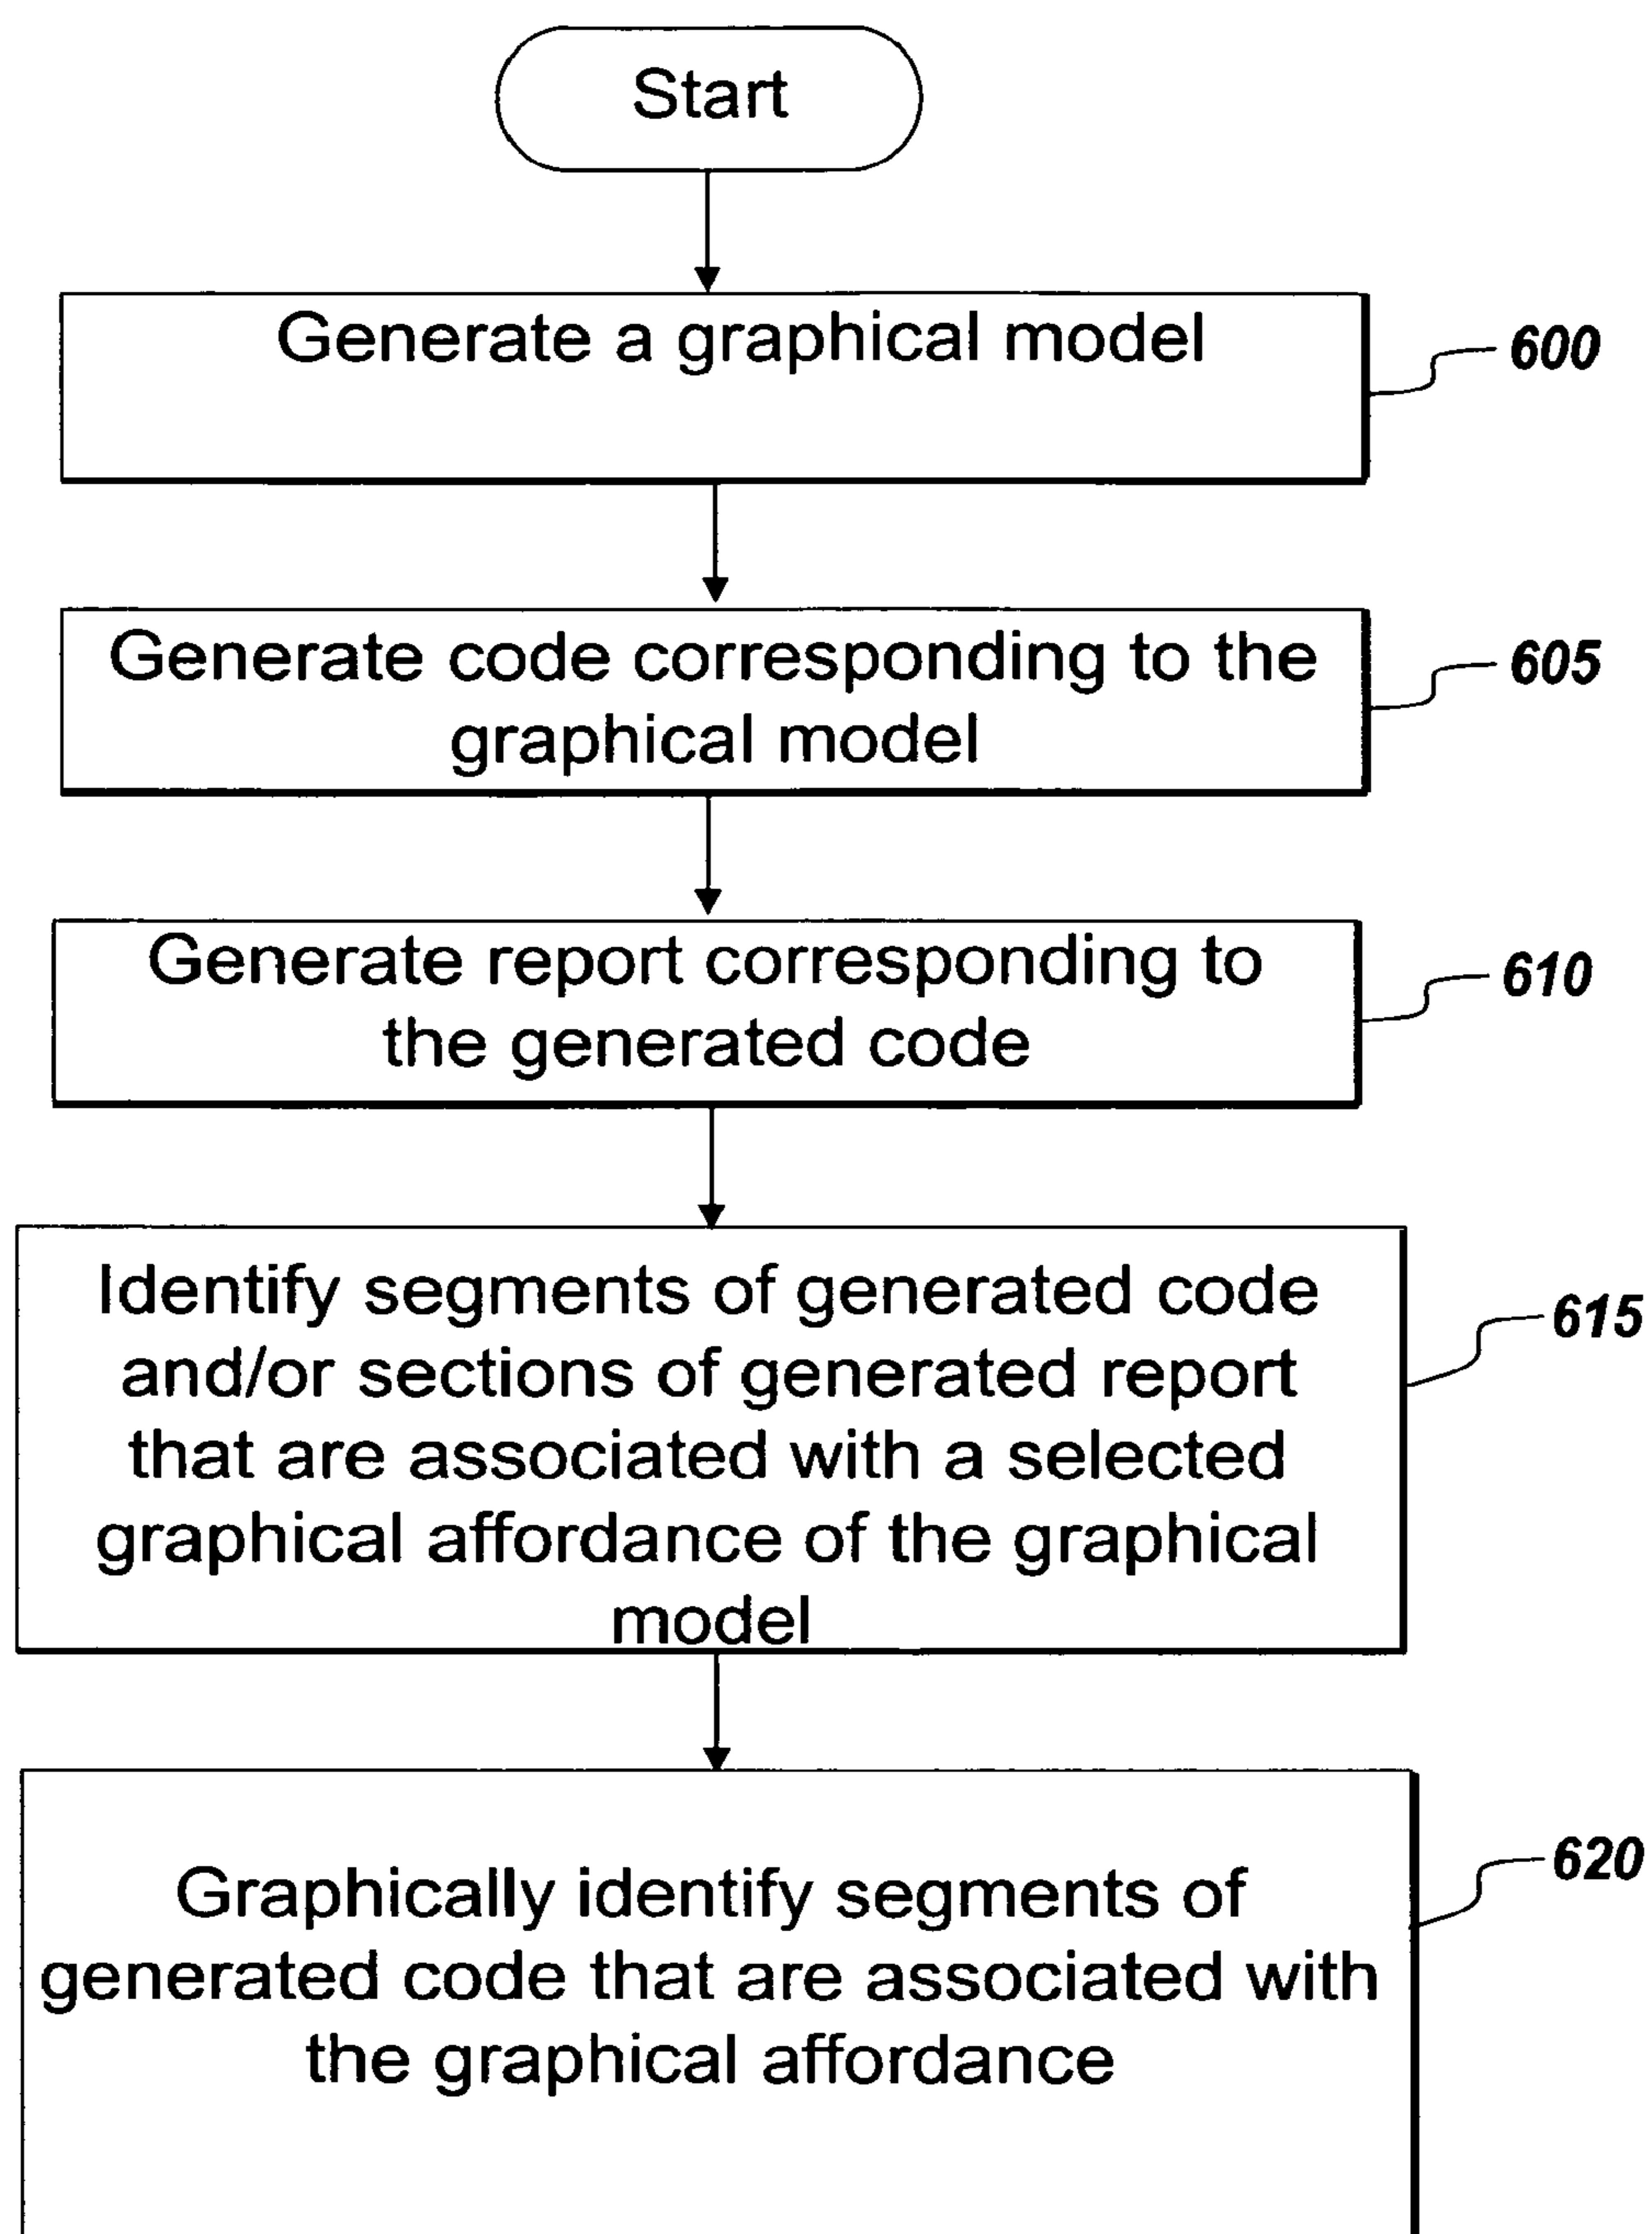 Start
Generate a graphical model
600
Generate code corresponding to the
graphical model
605
Generate report corresponding to
the generated code
610
Identify segments of generated code
and/or sections of generated report
that are associated with a selected
graphical affordance of the graphical
model
615
Graphically identify segments of
generated code that are associated with
the graphical affordance
620